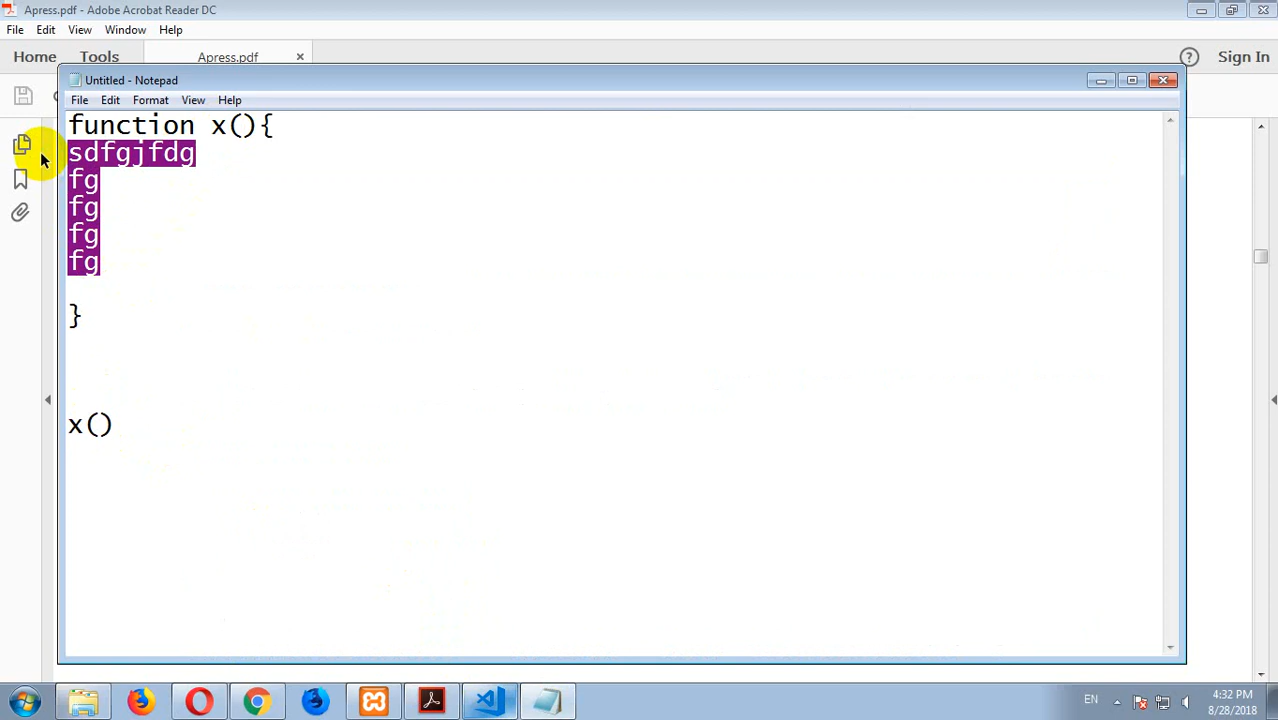 Apress.pdf - Adobe Acrobat Reader DC
File Edit View Window Help
Home Tools Apress.pdf × ? Sign In
Untitled - Notepad
File Edit Format View Help
function x(){
sdfgjfdg
fg
fg
fg
fg
}
x()
EN
4:32 PM
8/28/2018